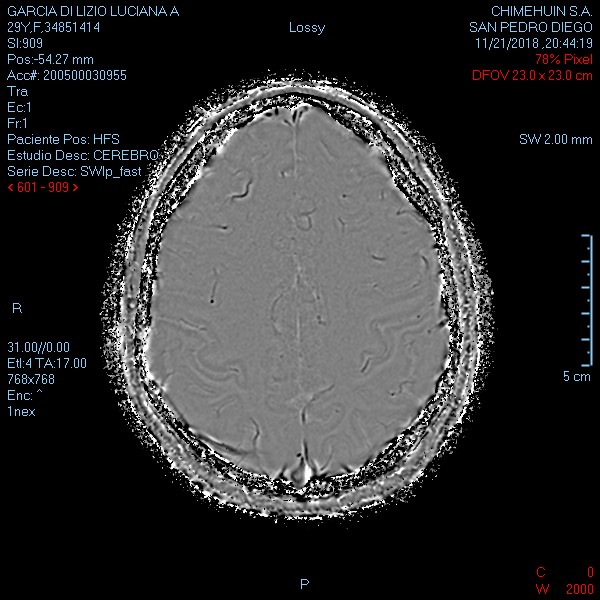 GARCIA DI LIZIO LUCIANA A
29Y,F,34851414
Sl:909
Pos:-54.27 mm
Acc#: 200500030955
Tra
Ec:1
Fr:1
Paciente Pos: HFS
Estudio Desc: CEREBRO
Serie Desc: SWIp_fast
< 601 - 909 >
Lossy
CHIMEHUIN S.A.
SAN PEDRO DIEGO
11/21/2018 ,20:44:19
78% Pixel
DFOV 23.0 x 23.0 cm
SW 2.00 mm
R
31.00//0.00
Etl:4 TA:17.00
768x768
Enc: ^
1nex
5 cm
P
C 0
W 2000